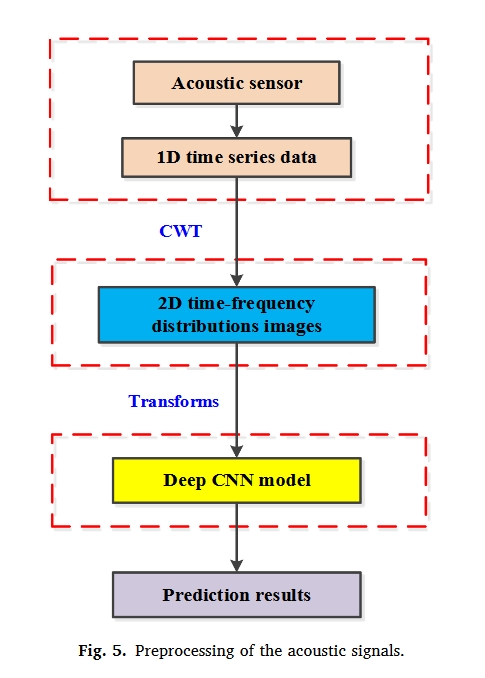 Acoustic sensor
1D time series data
CWT
2D time-frequency
distributions images
Transforms
Deep CNN model
Prediction results
Fig. 5. Preprocessing of the acoustic signals.